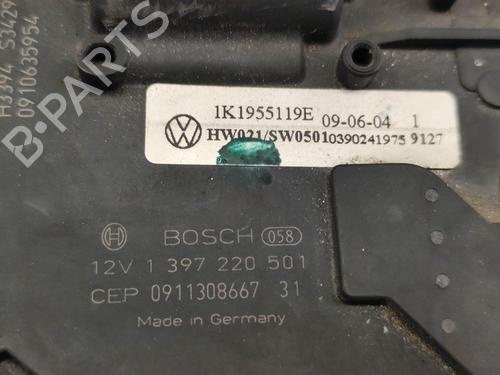 H3394 S3429
0910635954
1K1955119E 09-06-04 1
HW021/SW0501 0390241975 9127
BOSCH 058
12V 1 397 220 501
CEP 0911308667 31
Made in Germany
B-PARTS